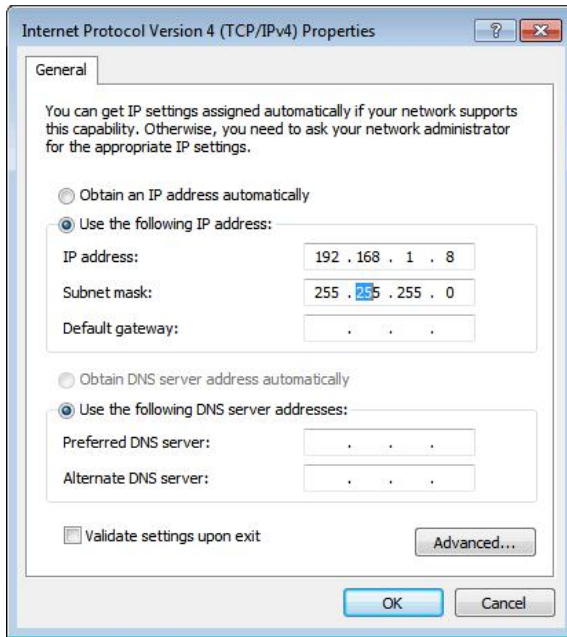 Internet Protocol Version 4 (TCP/IPv4) Properties
General
You can get IP settings assigned automatically if your network supports
this capability. Otherwise, you need to ask your network administrator
for the appropriate IP settings.
Obtain an IP address automatically
Use the following IP address:
IP address: 192 . 168 . 1 . 8
Subnet mask: 255 . 255 . 255 . 0
Default gateway: . . .
Obtain DNS server address automatically
Use the following DNS server addresses:
Preferred DNS server: . . .
Alternate DNS server: . . .
Validate settings upon exit
Advanced...
OK Cancel